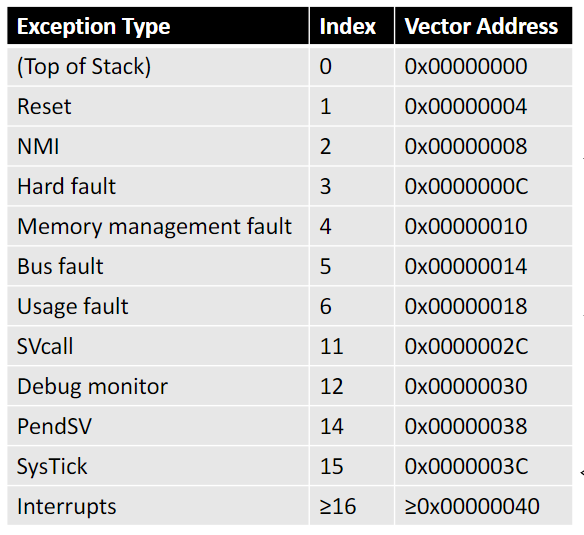 Exception Type Index Vector Address
(Top of Stack) 0 0x00000000
Reset 1 0x00000004
NMI 2 0x00000008
Hard fault 3 0x0000000C
Memory management fault 4 0x00000010
Bus fault 5 0x00000014
Usage fault 6 0x00000018
SVcall 11 0x0000002C
Debug monitor 12 0x00000030
PendSV 14 0x00000038
SysTick 15 0x0000003C
Interrupts ≥16 ≥0x00000040